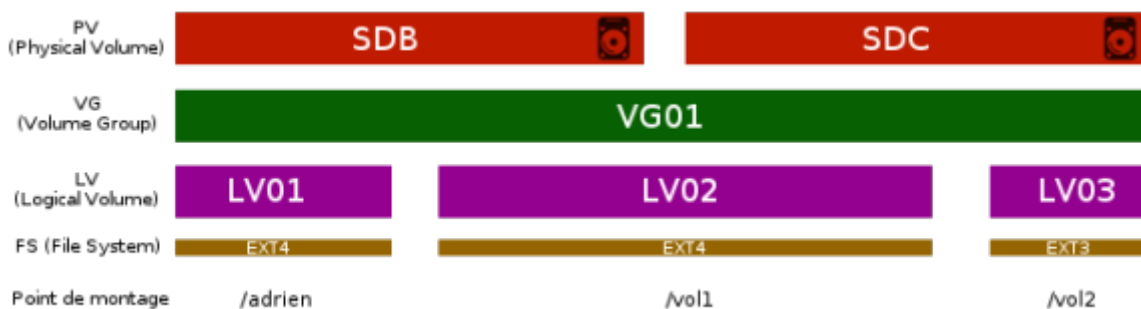 PV
(Physical Volume)
SDB
SDC
VG
(Volume Group)
VG01
LV
(Logical Volume)
LV01
LV02
LV03
FS (File System)
EXT4
EXT4
EXT3
Point de montage
/adrien
/vol1
/vol2